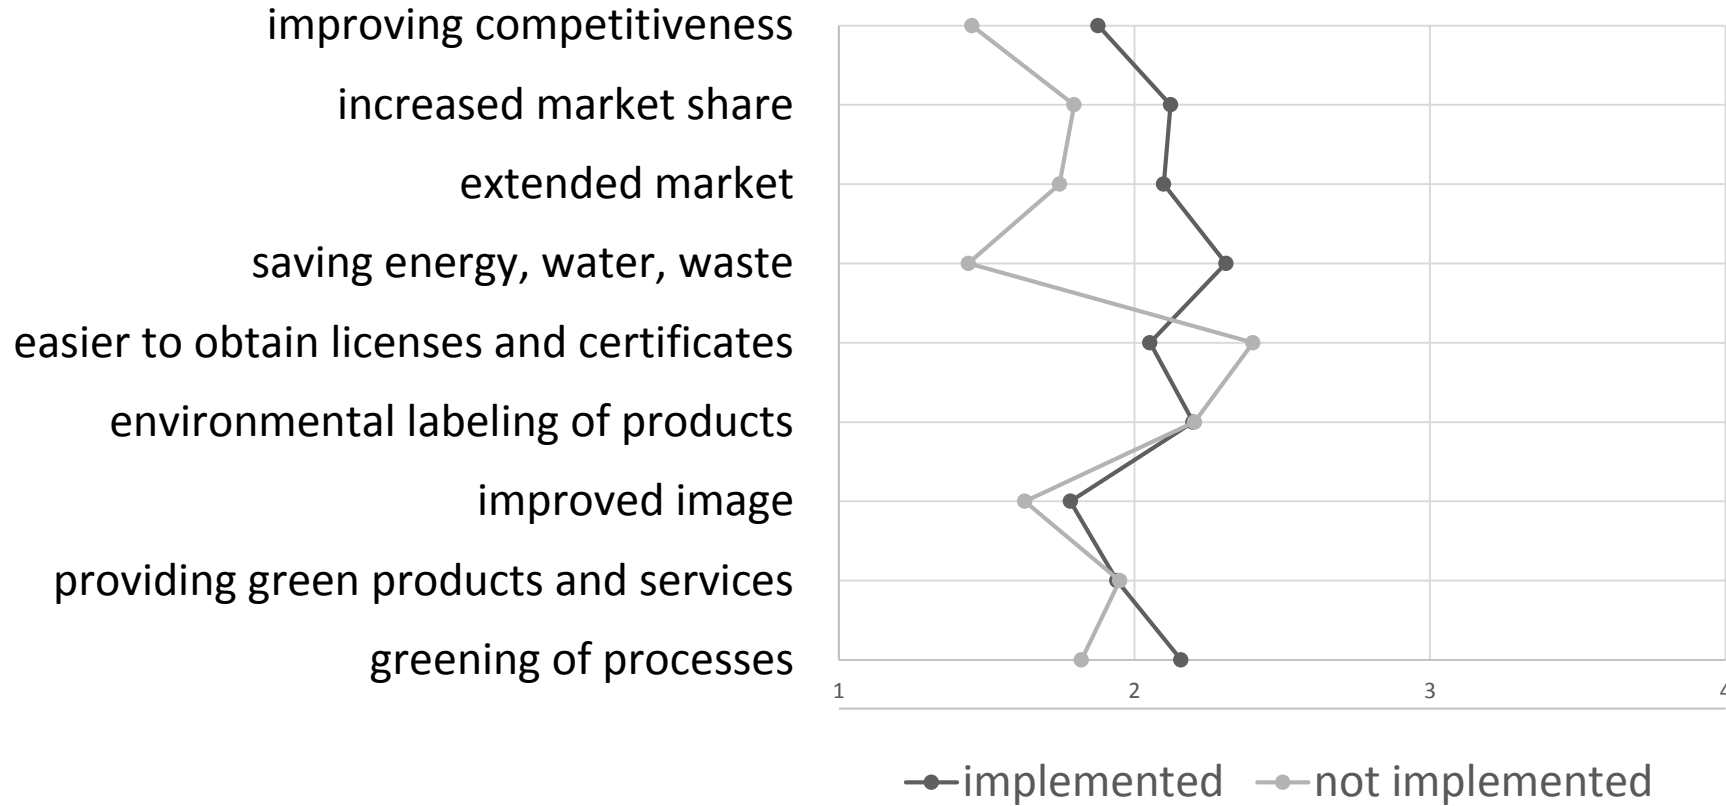 improving competitiveness
increased market share
extended market
saving energy, water, waste
easier to obtain licenses and certificates
environmental labeling of products
improved image
providing green products and services
greening of processes
1 2 3 4
implemented not implemented